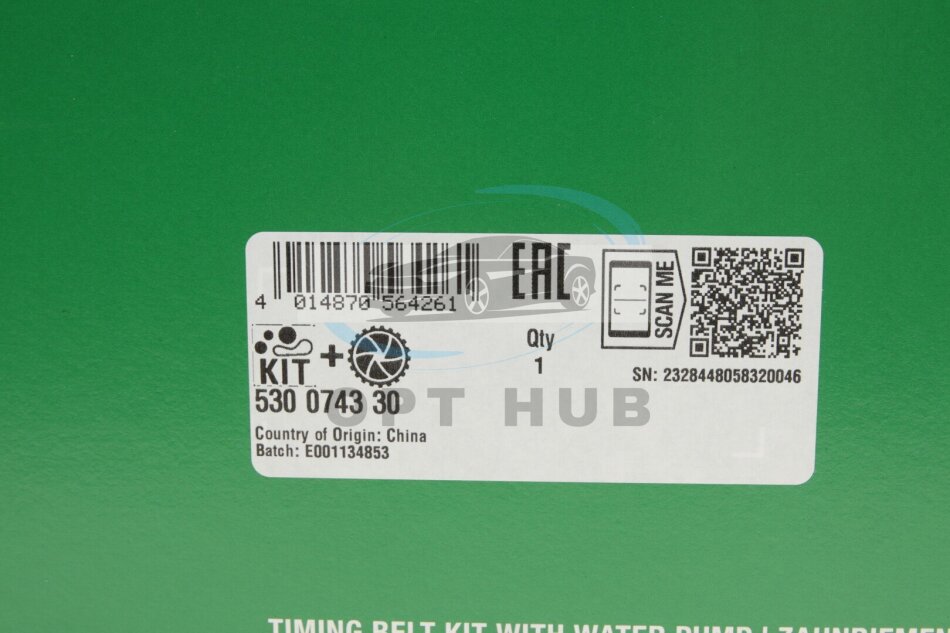 4 014870 564261
EAC
SCAN ME
KIT +
Qty
1
SN: 2328448058320046
530 0743 30
OPT HUB
Country of Origin: China
Batch: E001134853
TIMING BELT KIT WITH WATER PUMP | ZAHNRIEMEN